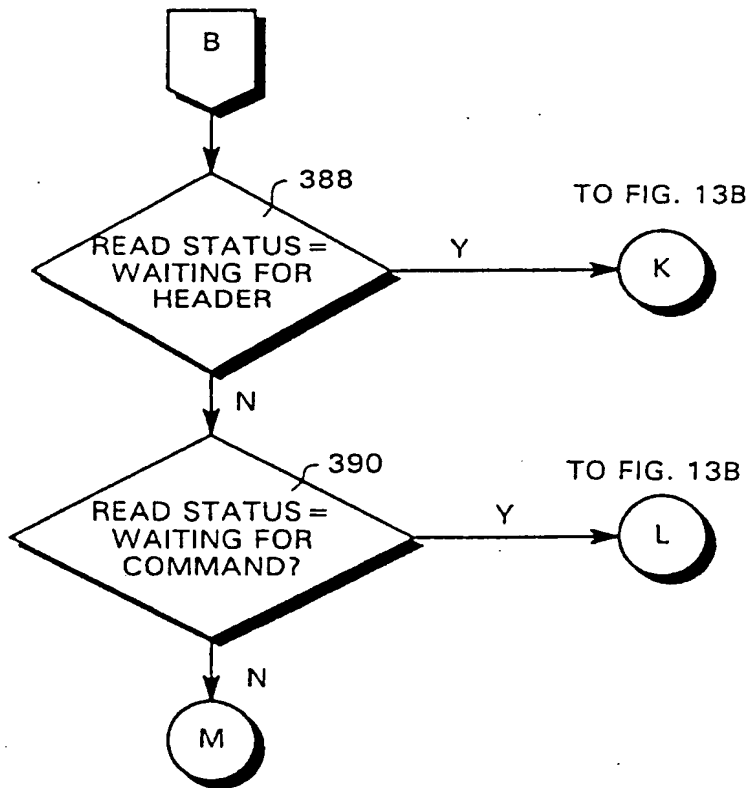 B
388
TO FIG. 13B
READ STATUS =
WAITING FOR
HEADER
Y
K
N
390
TO FIG. 13B
READ STATUS =
WAITING FOR
COMMAND?
Y
L
N
M